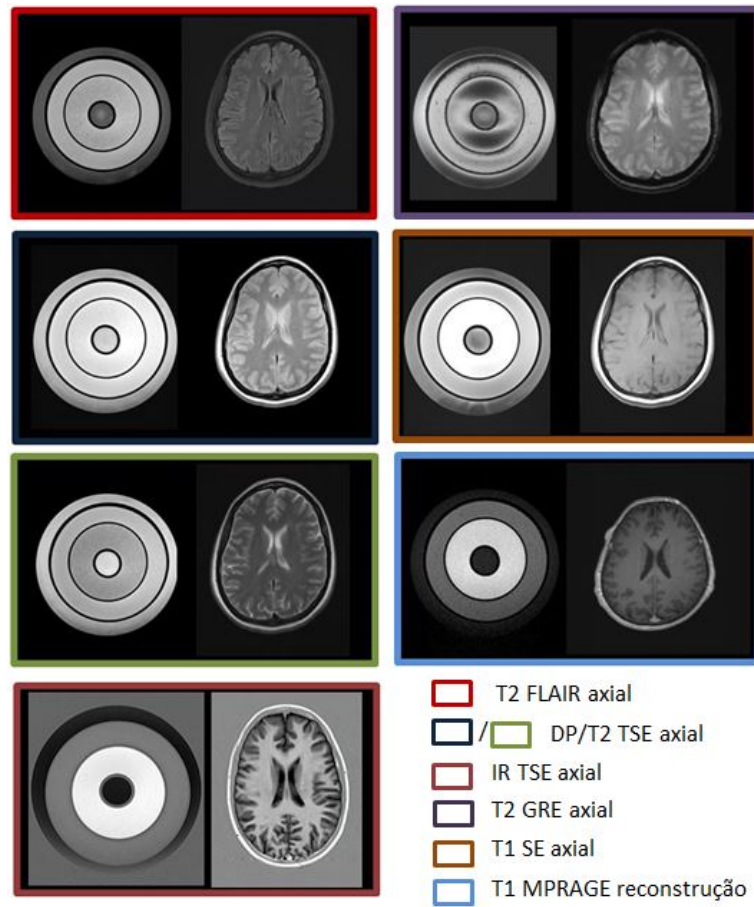 T2 FLAIR axial
/ DP/T2 TSE axial
IR TSE axial
T2 GRE axial
T1 SE axial
T1 MPRAGE reconstrução